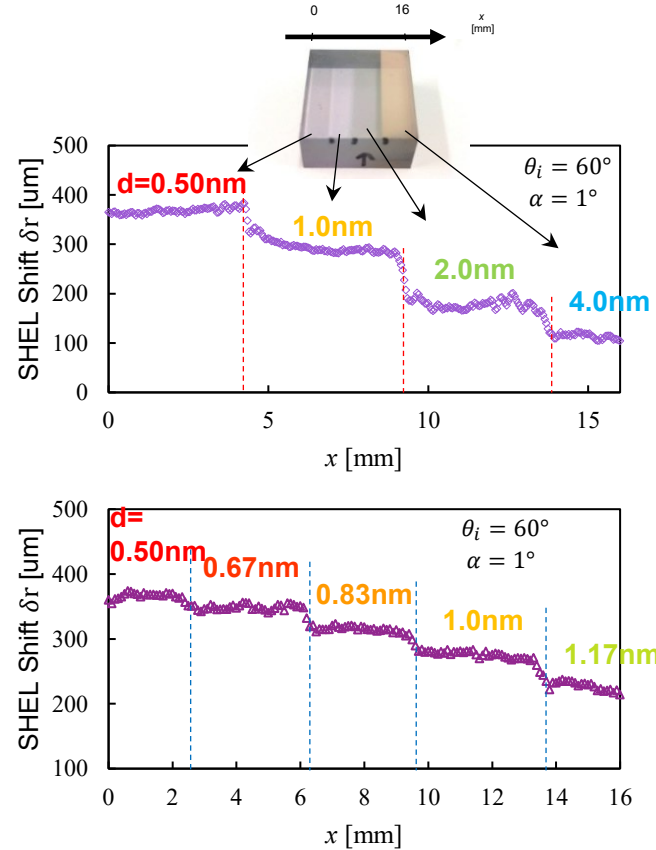 0 16 x
[mm]
500
400
300
200
100
0
SHEL Shift δr [um]
d=0.50nm
1.0nm
2.0nm
4.0nm
θi = 60°
α = 1°
0 5 10 15
x [mm]
500
400
300
200
100
SHEL Shift δr [um]
d=
0.50nm
0.67nm
0.83nm
1.0nm
1.17nm
θi = 60°
α = 1°
0 2 4 6 8 10 12 14 16
x [mm]